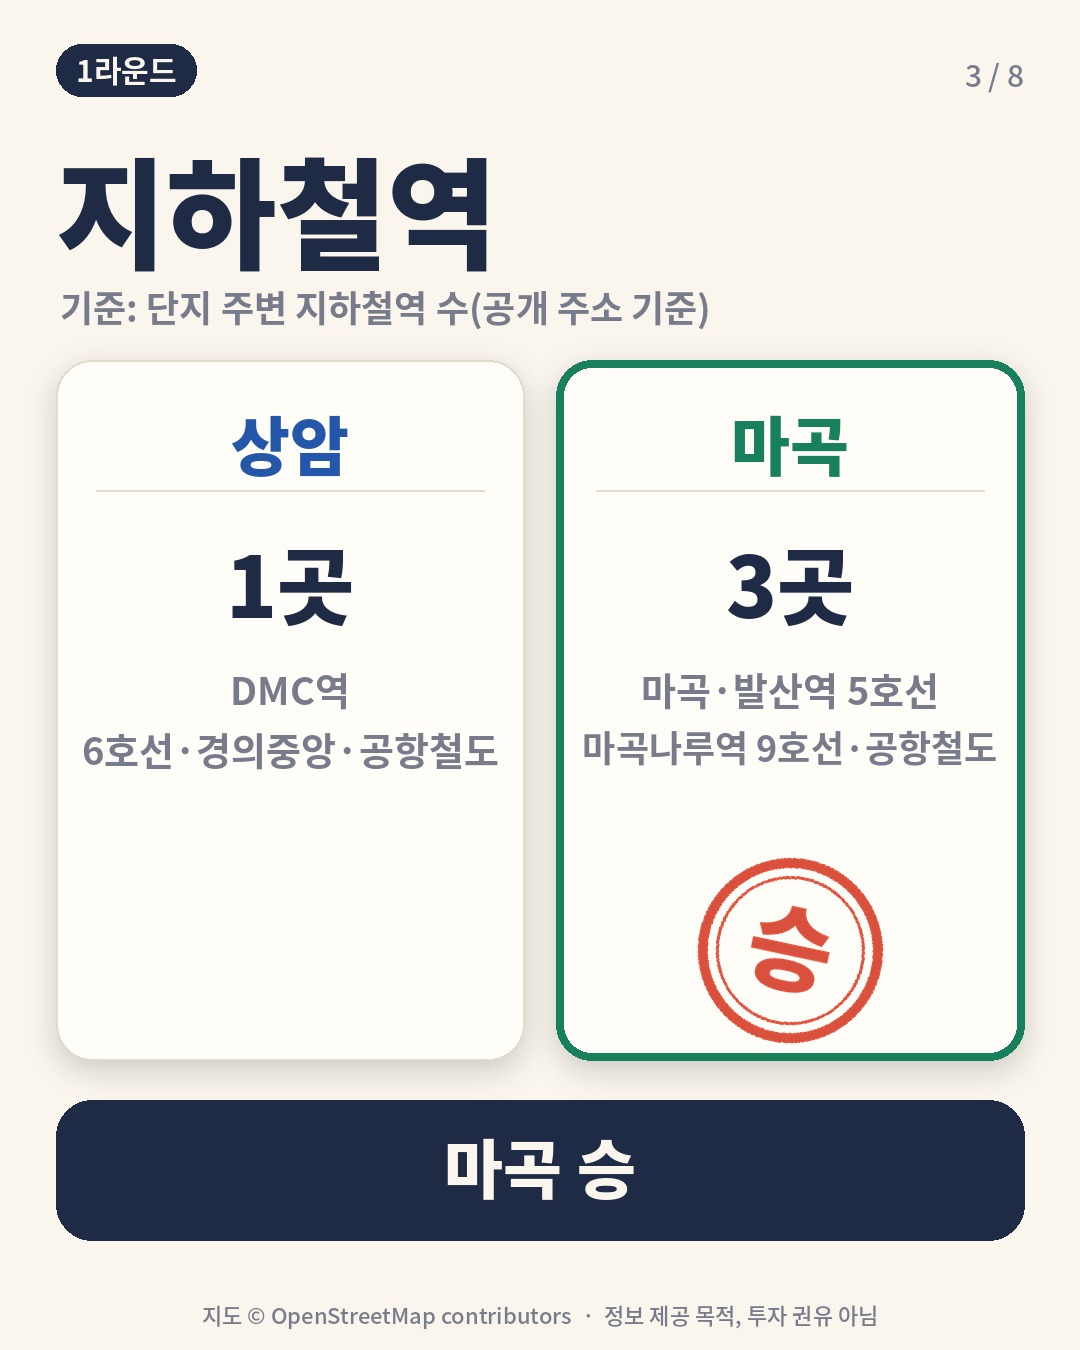 1라운드
3 / 8
지하철역
기준: 단지 주변 지하철역 수(공개 주소 기준)
상암
1곳
DMC역
6호선·경의중앙·공항철도
마곡
3곳
마곡·발산역 5호선
마곡나루역 9호선·공항철도
승
마곡 승
지도 © OpenStreetMap contributors · 정보 제공 목적, 투자 권유 아님